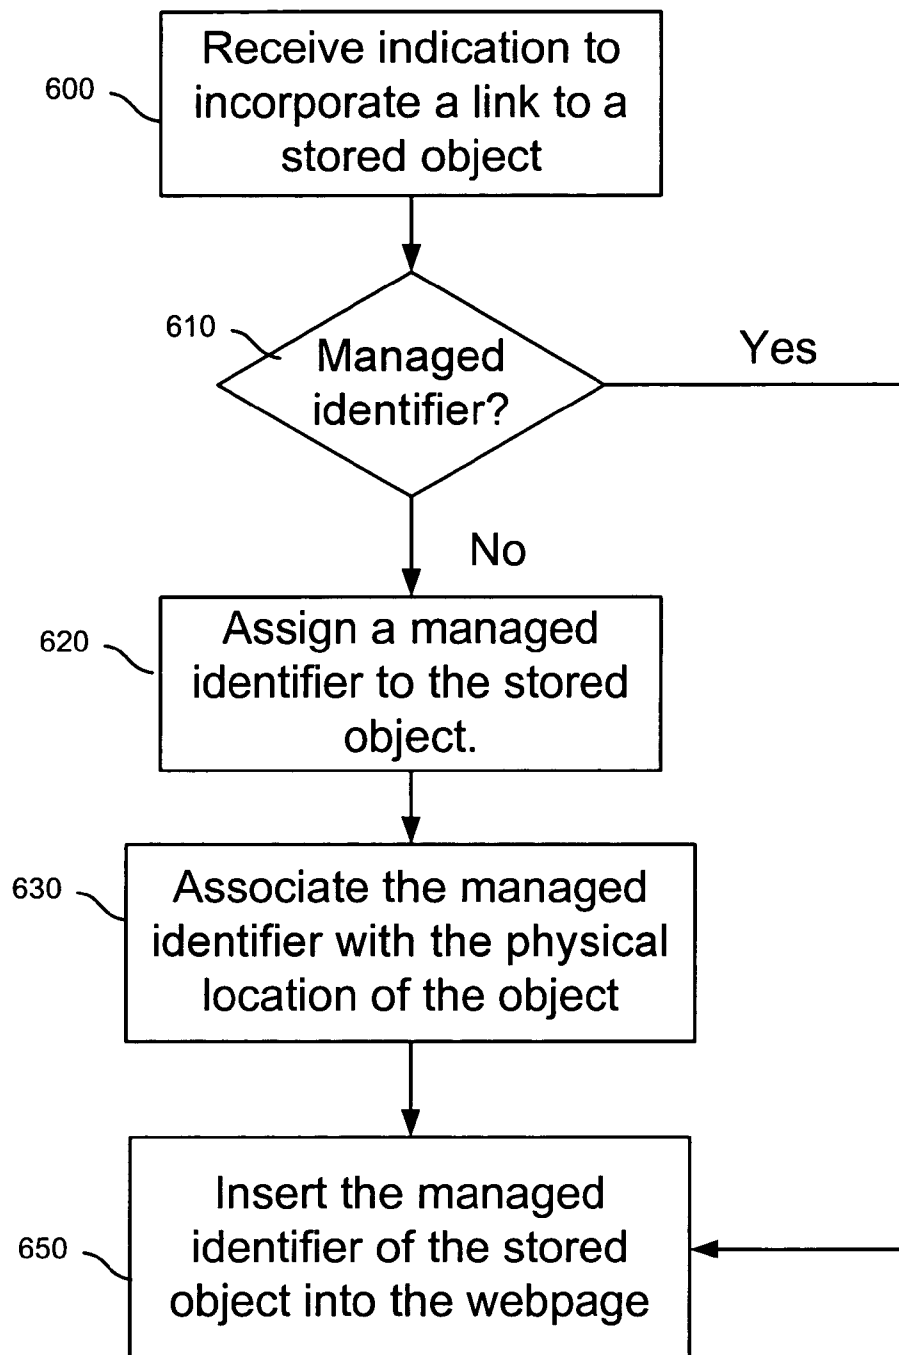 600
Receive indication to
incorporate a link to a
stored object
610
Managed
identifier?
Yes
No
620
Assign a managed
identifier to the stored
object.
630
Associate the managed
identifier with the physical
location of the object
650
Insert the managed
identifier of the stored
object into the webpage